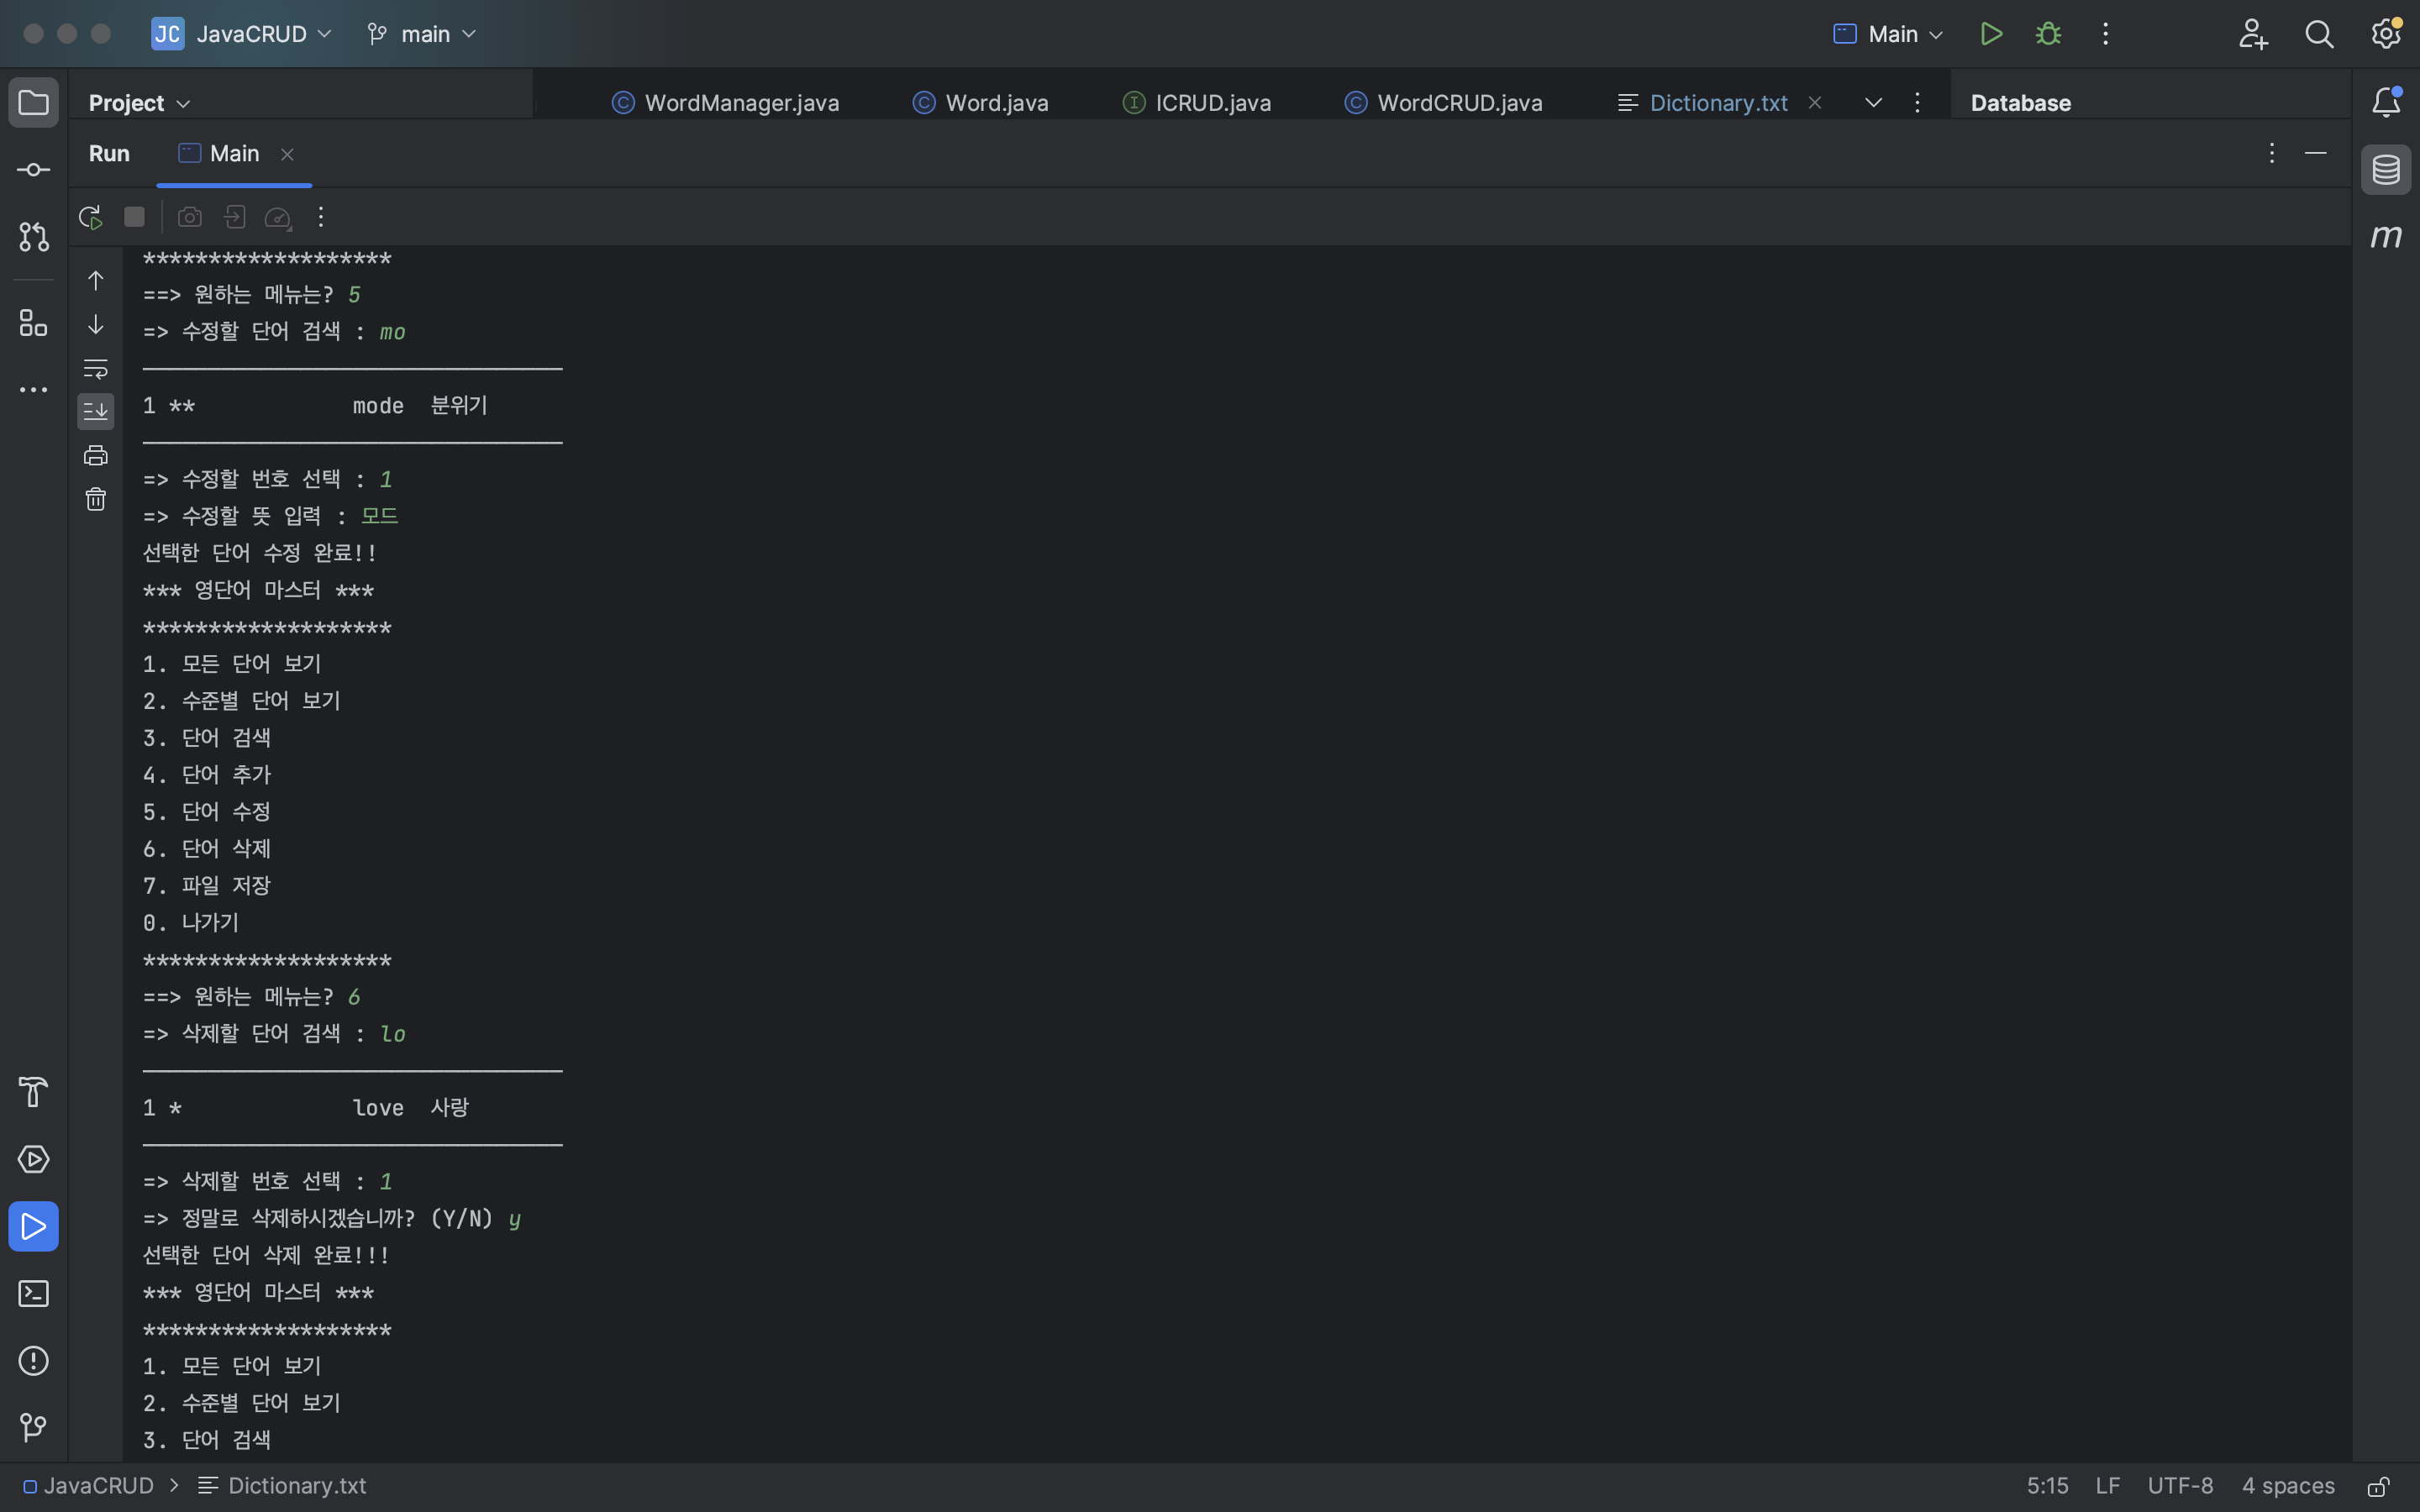 JC JavaCRUD main Main
Project WordManager.java Word.java ICRUD.java WordCRUD.java Dictionary.txt Database
Run Main
*******************
==> 원하는 메뉴는? 5
=> 수정할 단어 검색 : mo
--------------------------------
1 ** mode 분위기
--------------------------------
=> 수정할 번호 선택 : 1
=> 수정할 뜻 입력 : 모드
선택한 단어 수정 완료!!
*** 영단어 마스터 ***
*******************
1. 모든 단어 보기
2. 수준별 단어 보기
3. 단어 검색
4. 단어 추가
5. 단어 수정
6. 단어 삭제
7. 파일 저장
0. 나가기
*******************
==> 원하는 메뉴는? 6
=> 삭제할 단어 검색 : lo
--------------------------------
1 * love 사랑
--------------------------------
=> 삭제할 번호 선택 : 1
=> 정말로 삭제하시겠습니까? (Y/N) y
선택한 단어 삭제 완료!!!
*** 영단어 마스터 ***
*******************
1. 모든 단어 보기
2. 수준별 단어 보기
3. 단어 검색
JavaCRUD > Dictionary.txt 5:15 LF UTF-8 4 spaces